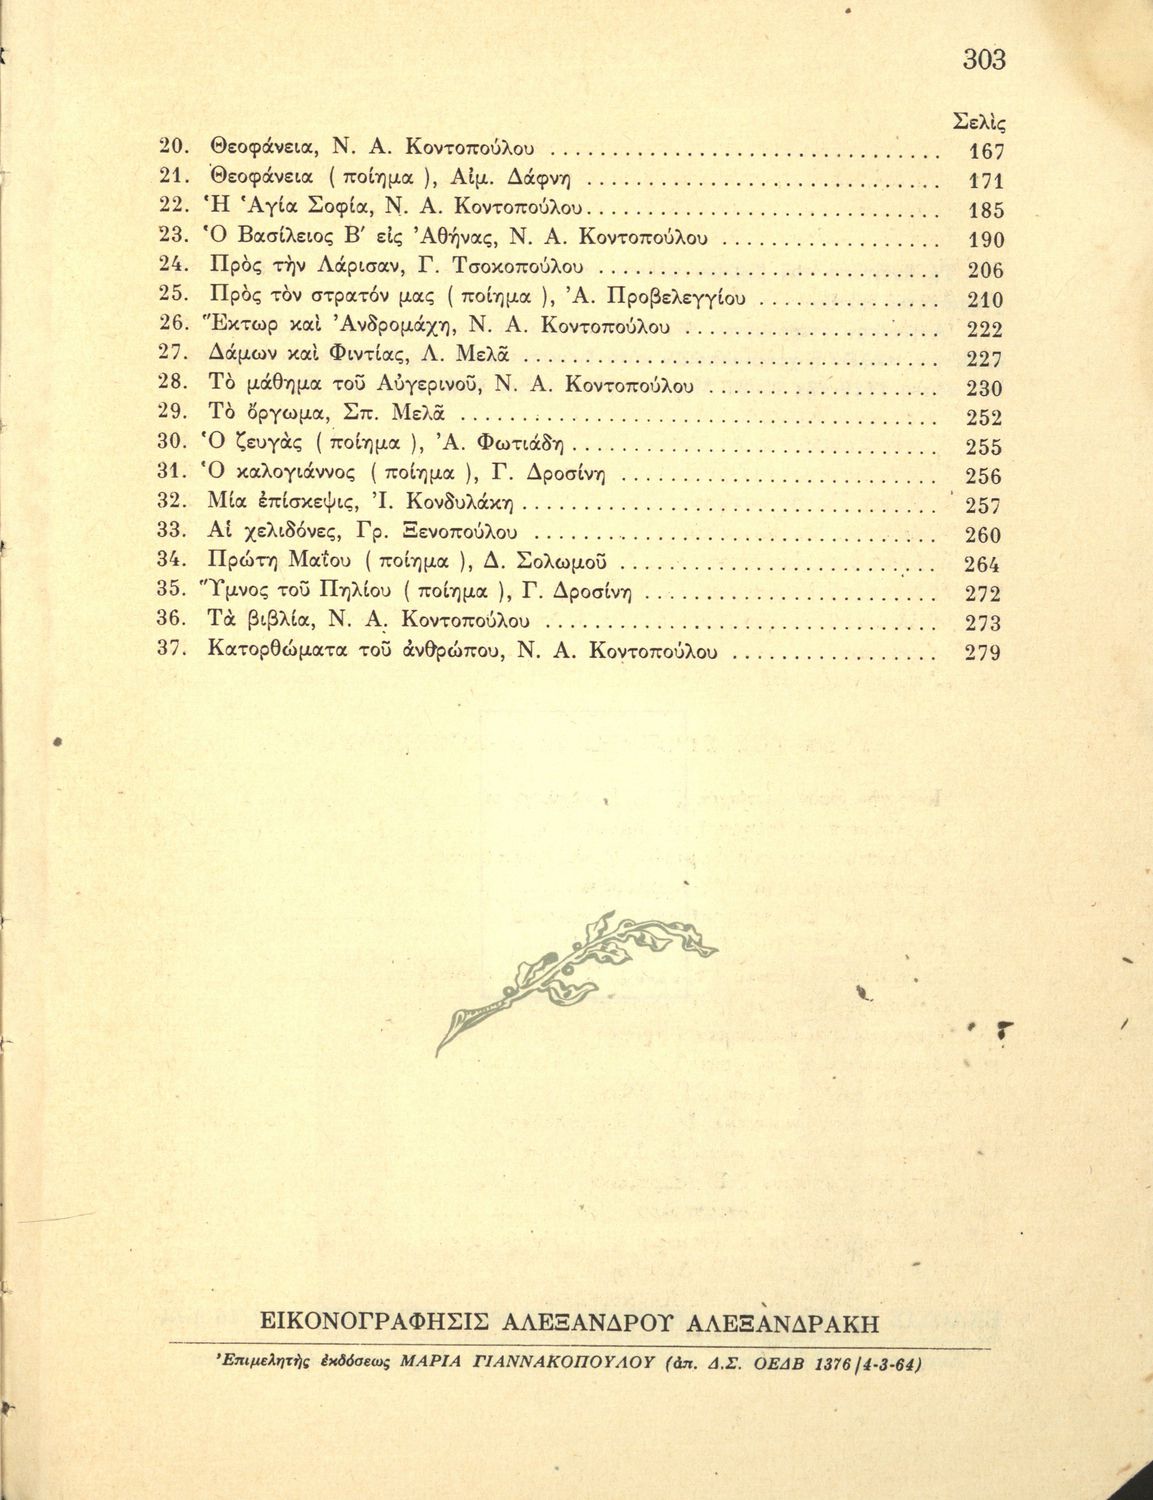 303
Σελὶς
20. Θεοφάνεια, Ν. Α. Κοντοπούλου ........................ 167
21. Θεοφάνεια ( ποίημα ), Αἰμ. Δάφνη ........................ 171
22. Ἡ Ἁγία Σοφία, Ν. Α. Κοντοπούλου........................ 185
23. Ὁ Βασίλειος Β′ εἰς Ἀθήνας, Ν. Α. Κοντοπούλου .................. 190
24. Πρὸς τὴν Λάρισαν, Γ. Τσοκοπούλου ........................ 206
25. Πρὸς τὸν στρατόν μας ( ποίημα ), Ἀ. Προβελεγγίου ............... 210
26. Ἕκτωρ καὶ Ἀνδρομάχη, Ν. Α. Κοντοπούλου .................... 222
27. Δάμων καὶ Φιντίας, Λ. Μελᾶ ............................ 227
28. Τὸ μάθημα τοῦ Αὐγερινοῦ, Ν. Α. Κοντοπούλου ................... 230
29. Τὸ ὄργωμα, Σπ. Μελᾶ ................................ 252
30. Ὁ ζευγὰς ( ποίημα ), Ἀ. Φωτιάδη ......................... 255
31. Ὁ καλογιάννος ( ποίημα ), Γ. Δροσίνη ..................... 256
32. Μία ἐπίσκεψις, Ἰ. Κονδυλάκη............................ 257
33. Αἱ χελιδόνες, Γρ. Ξενοπούλου ........................... 260
34. Πρώτη Μαΐου ( ποίημα ), Δ. Σολωμοῦ ..................... 264
35. Ὕμνος τοῦ Πηλίου ( ποίημα ), Γ. Δροσίνη ................... 272
36. Τὰ βιβλία, Ν. Α. Κοντοπούλου .......................... 273
37. Κατορθώματα τοῦ ἀνθρώπου, Ν. Α. Κοντοπούλου ................. 279
ΕΙΚΟΝΟΓΡΑΦΗΣΙΣ ΑΛΕΞΑΝΔΡΟΥ ΑΛΕΞΑΝΔΡΑΚΗ
Ἐπιμελητὴς ἐκδόσεως ΜΑΡΙΑ ΓΙΑΝΝΑΚΟΠΟΥΛΟΥ (ἀπ. Δ.Σ. ΟΕΔΒ 1376/4-3-64)